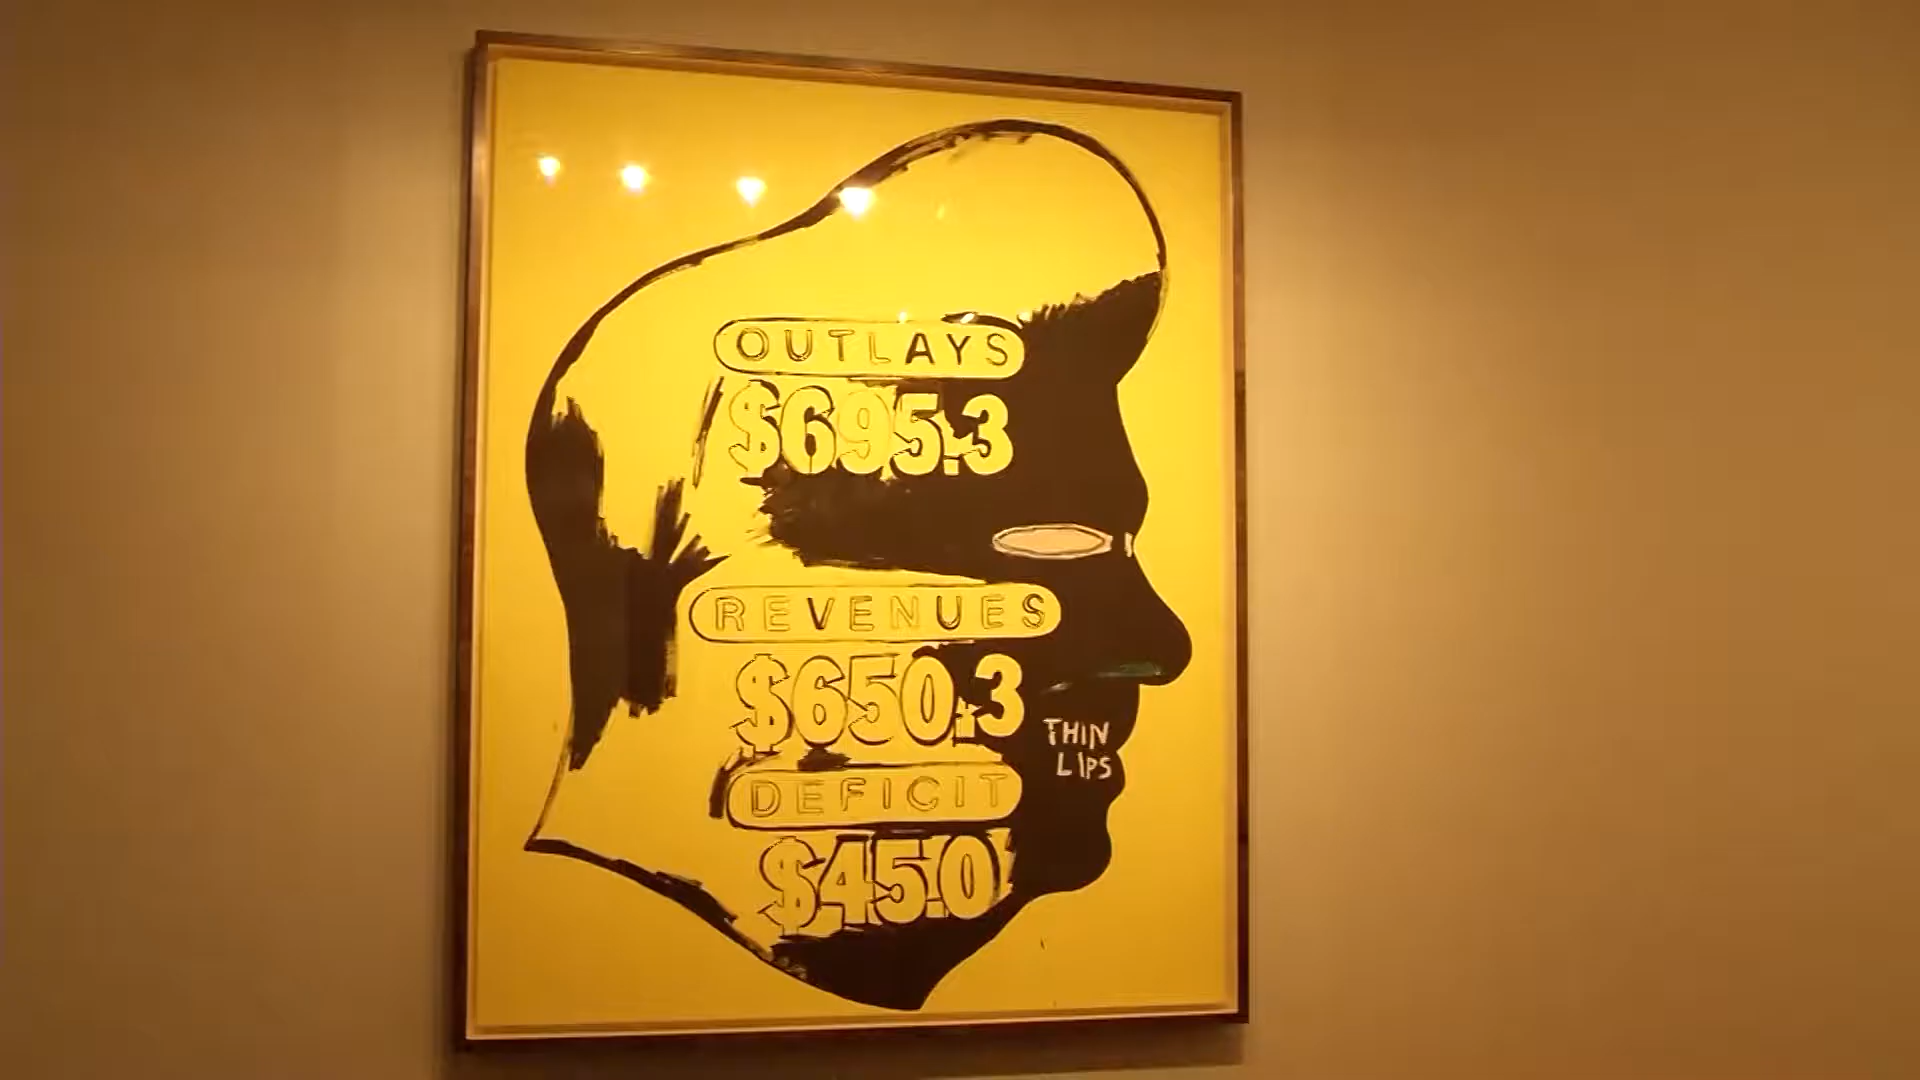 OUTLAYS
$695.3
REVENUES
$650.3
THIN
LIPS
DEFICIT
$45.0